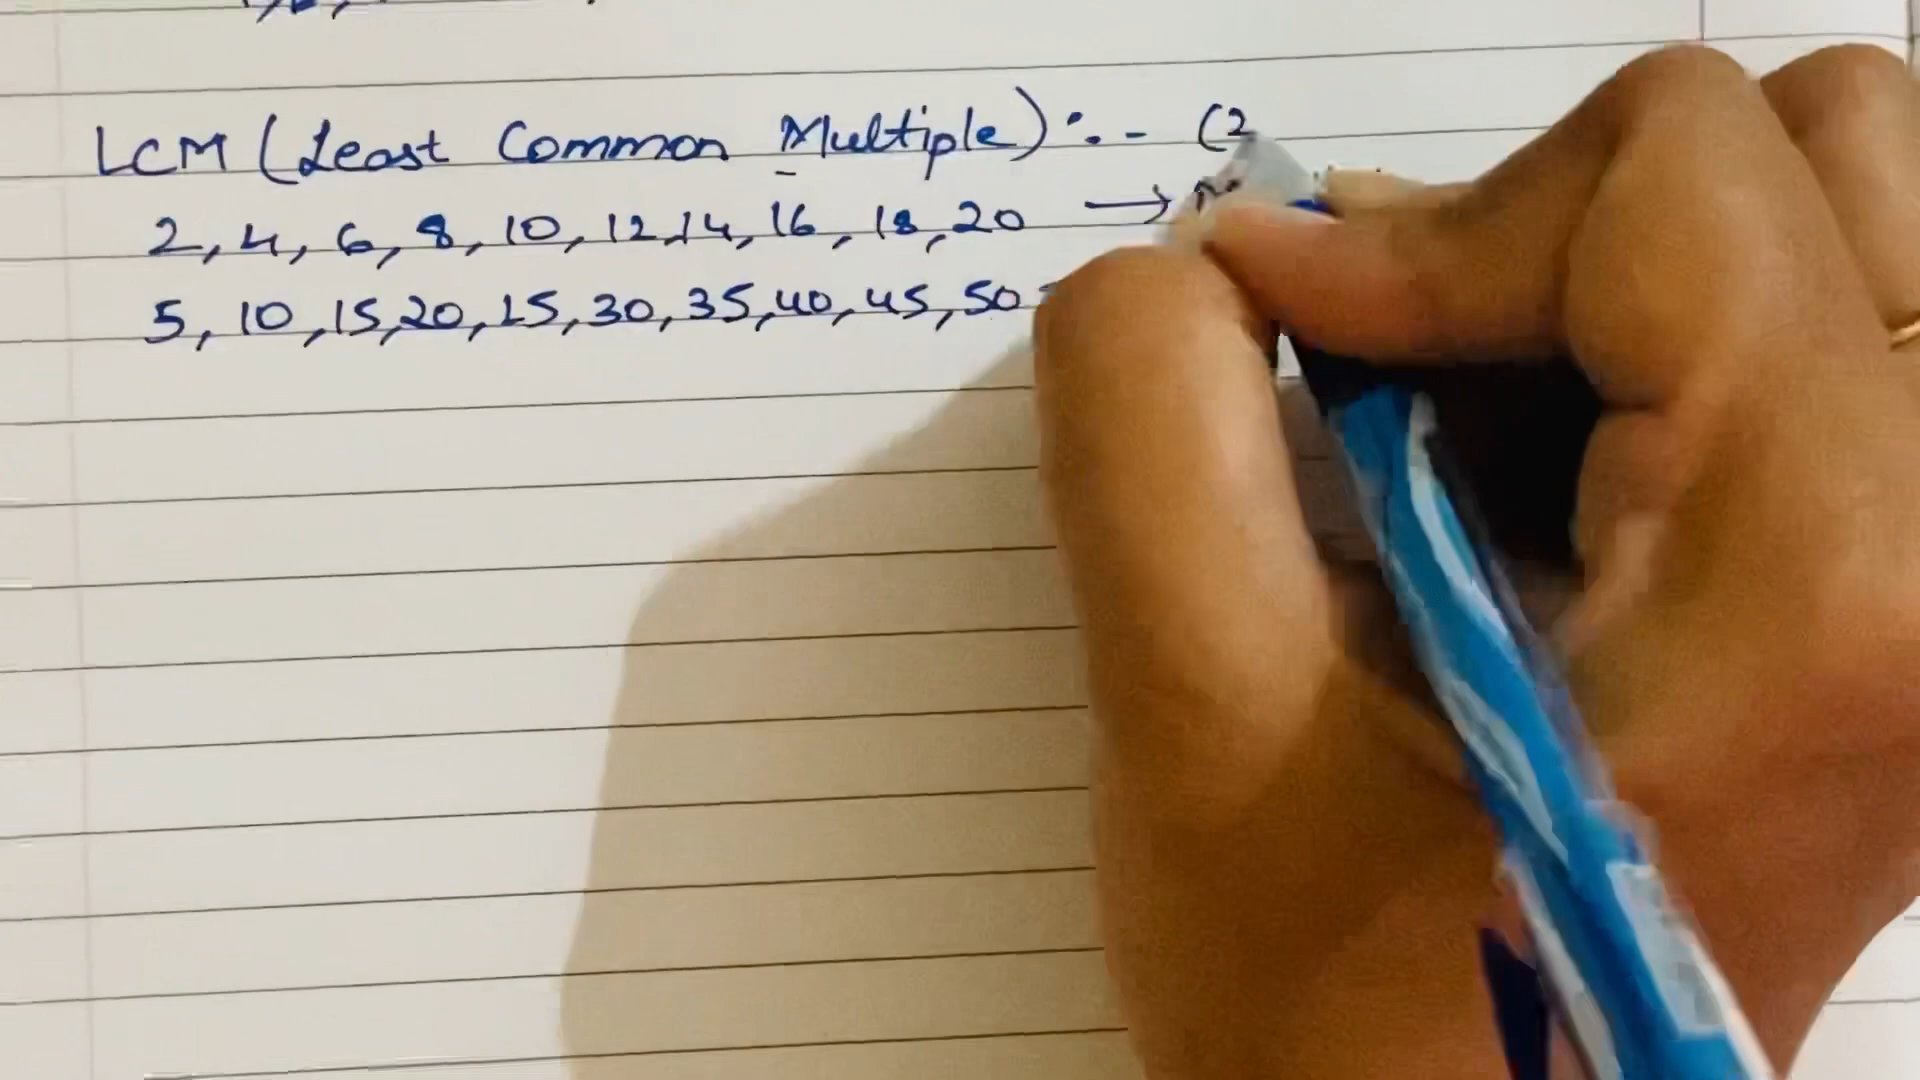 LCM (Least Common Multiple) :- (2
2, 4, 6, 8, 10, 12, 14, 16, 18, 20 →
5, 10, 15, 20, 25, 30, 35, 40, 45, 50